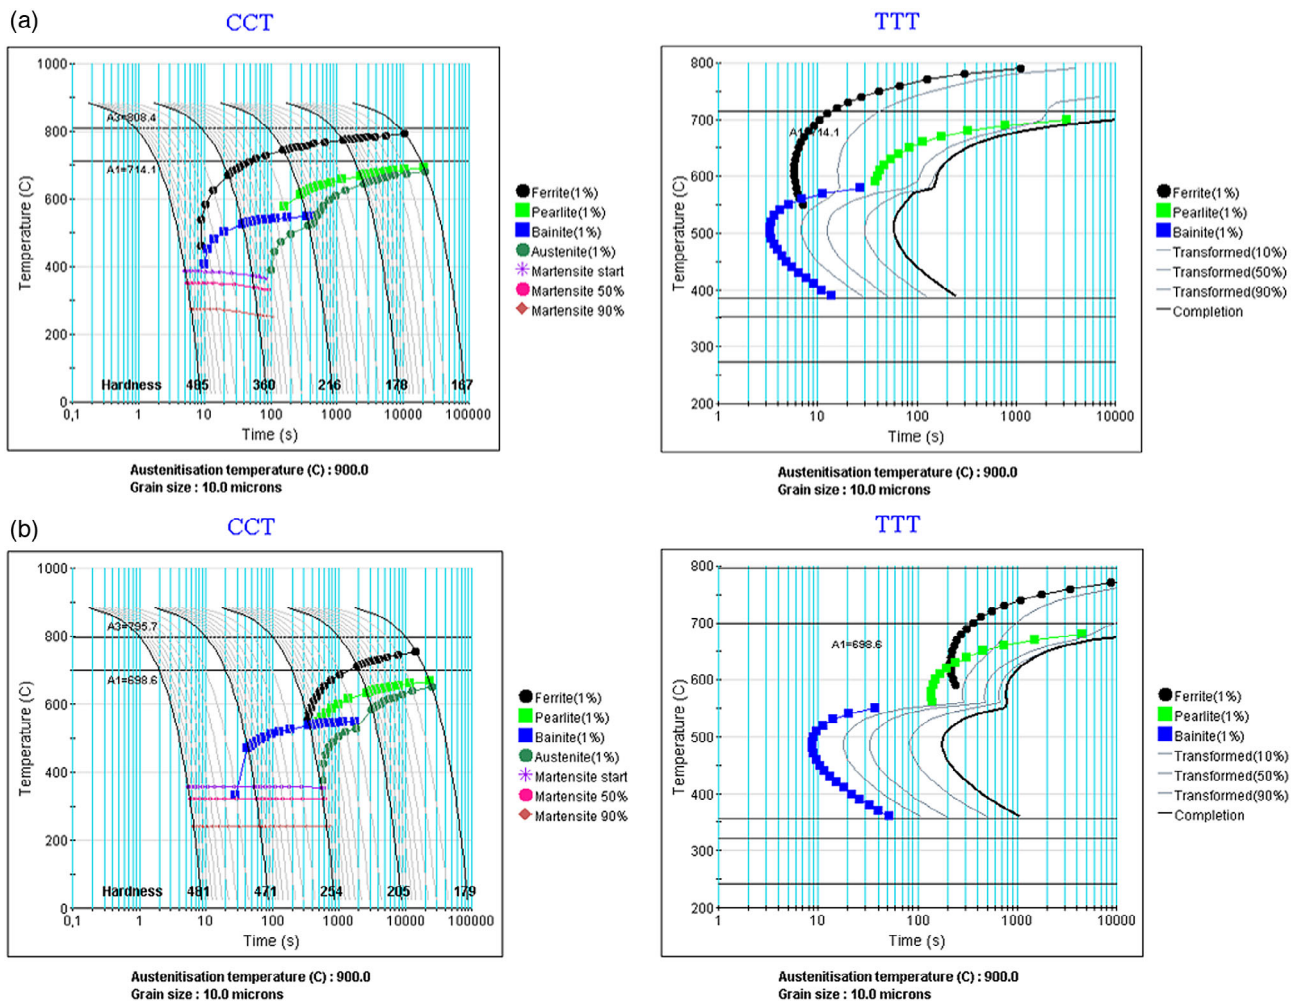 (a)
CCT
TTT
1000
800
600
400
200
0
Temperature (C)
A3=808.4
A1=714.1
Hardness 485 360 216 178 167
0,1 1 10 100 1000 10000 100000
Time (s)
Ferrite(1%)
Pearlite(1%)
Bainite(1%)
Austenite(1%)
Martensite start
Martensite 50%
Martensite 90%
Austenitisation temperature (C) : 900.0
Grain size : 10.0 microns
800
700
600
500
400
300
200
Temperature (C)
1 10 100 1000 10000
Time (s)
Ferrite(1%)
Pearlite(1%)
Bainite(1%)
Transformed(10%)
Transformed(50%)
Transformed(90%)
Completion
Austenitisation temperature (C) : 900.0
Grain size : 10.0 microns
(b)
CCT
TTT
1000
800
600
400
200
0
Temperature (C)
A3=795.7
A1=698.6
Hardness 481 471 254 205 179
0,1 1 10 100 1000 10000 100000
Time (s)
Ferrite(1%)
Pearlite(1%)
Bainite(1%)
Austenite(1%)
Martensite start
Martensite 50%
Martensite 90%
Austenitisation temperature (C) : 900.0
Grain size : 10.0 microns
800
700
600
500
400
300
200
Temperature (C)
A1=698.6
1 10 100 1000 10000
Time (s)
Ferrite(1%)
Pearlite(1%)
Bainite(1%)
Transformed(10%)
Transformed(50%)
Transformed(90%)
Completion
Austenitisation temperature (C) : 900.0
Grain size : 10.0 microns